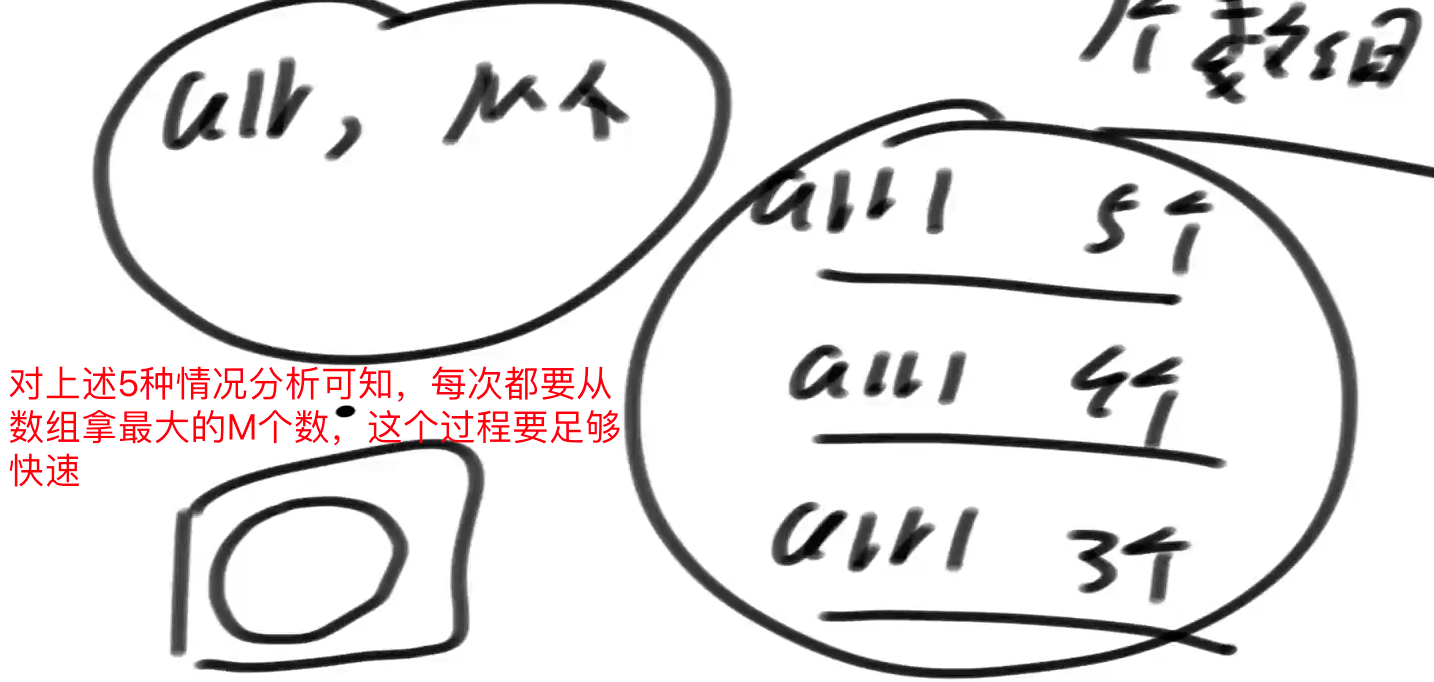 个数组
arr, M个
arr1 5个
arr1 4个
arr1 3个
对上述5种情况分析可知，每次都要从
数组拿最大的M个数，这个过程要足够
快速